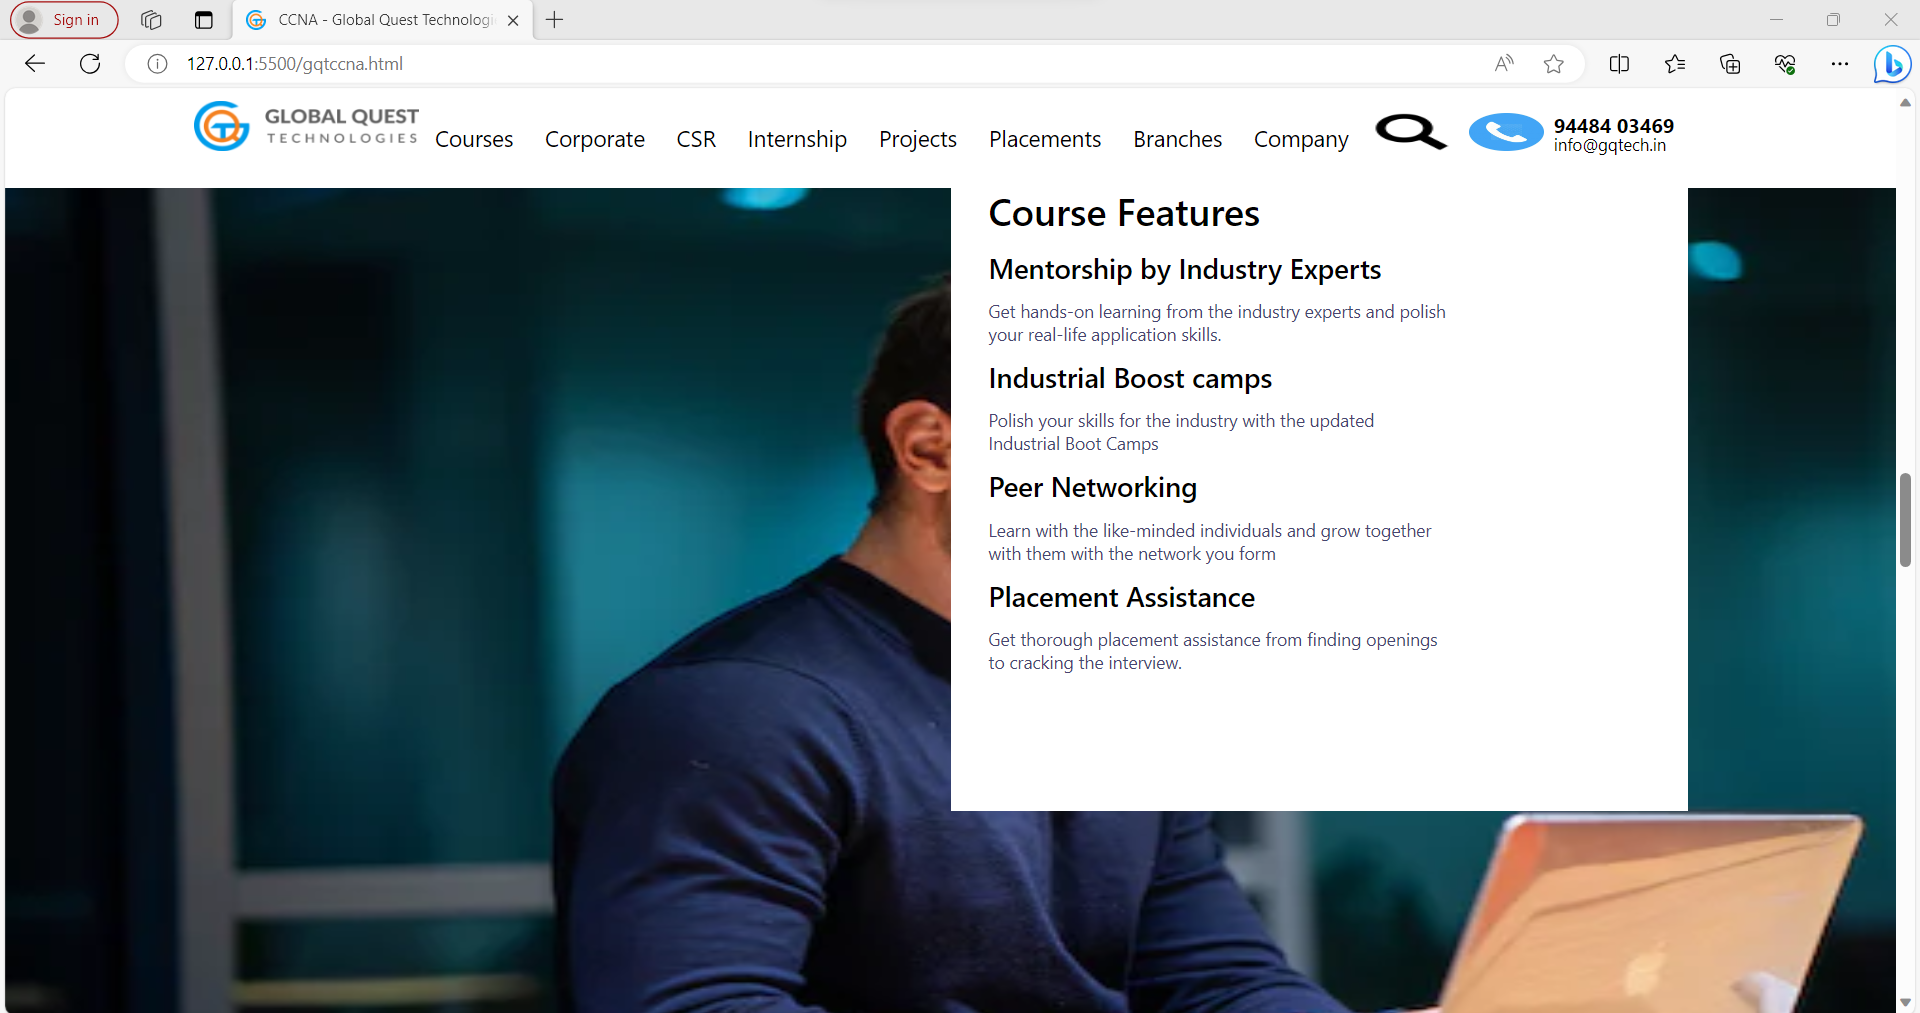 Sign in
CCNA - Global Quest Technologi
127.0.0.1:5500/gqtccna.html
GLOBAL QUEST
TECHNOLOGIES
Courses Corporate CSR Internship Projects Placements Branches Company
94484 03469
info@gqtech.in
Course Features
Mentorship by Industry Experts
Get hands-on learning from the industry experts and polish
your real-life application skills.
Industrial Boost camps
Polish your skills for the industry with the updated
Industrial Boot Camps
Peer Networking
Learn with the like-minded individuals and grow together
with them with the network you form
Placement Assistance
Get thorough placement assistance from finding openings
to cracking the interview.